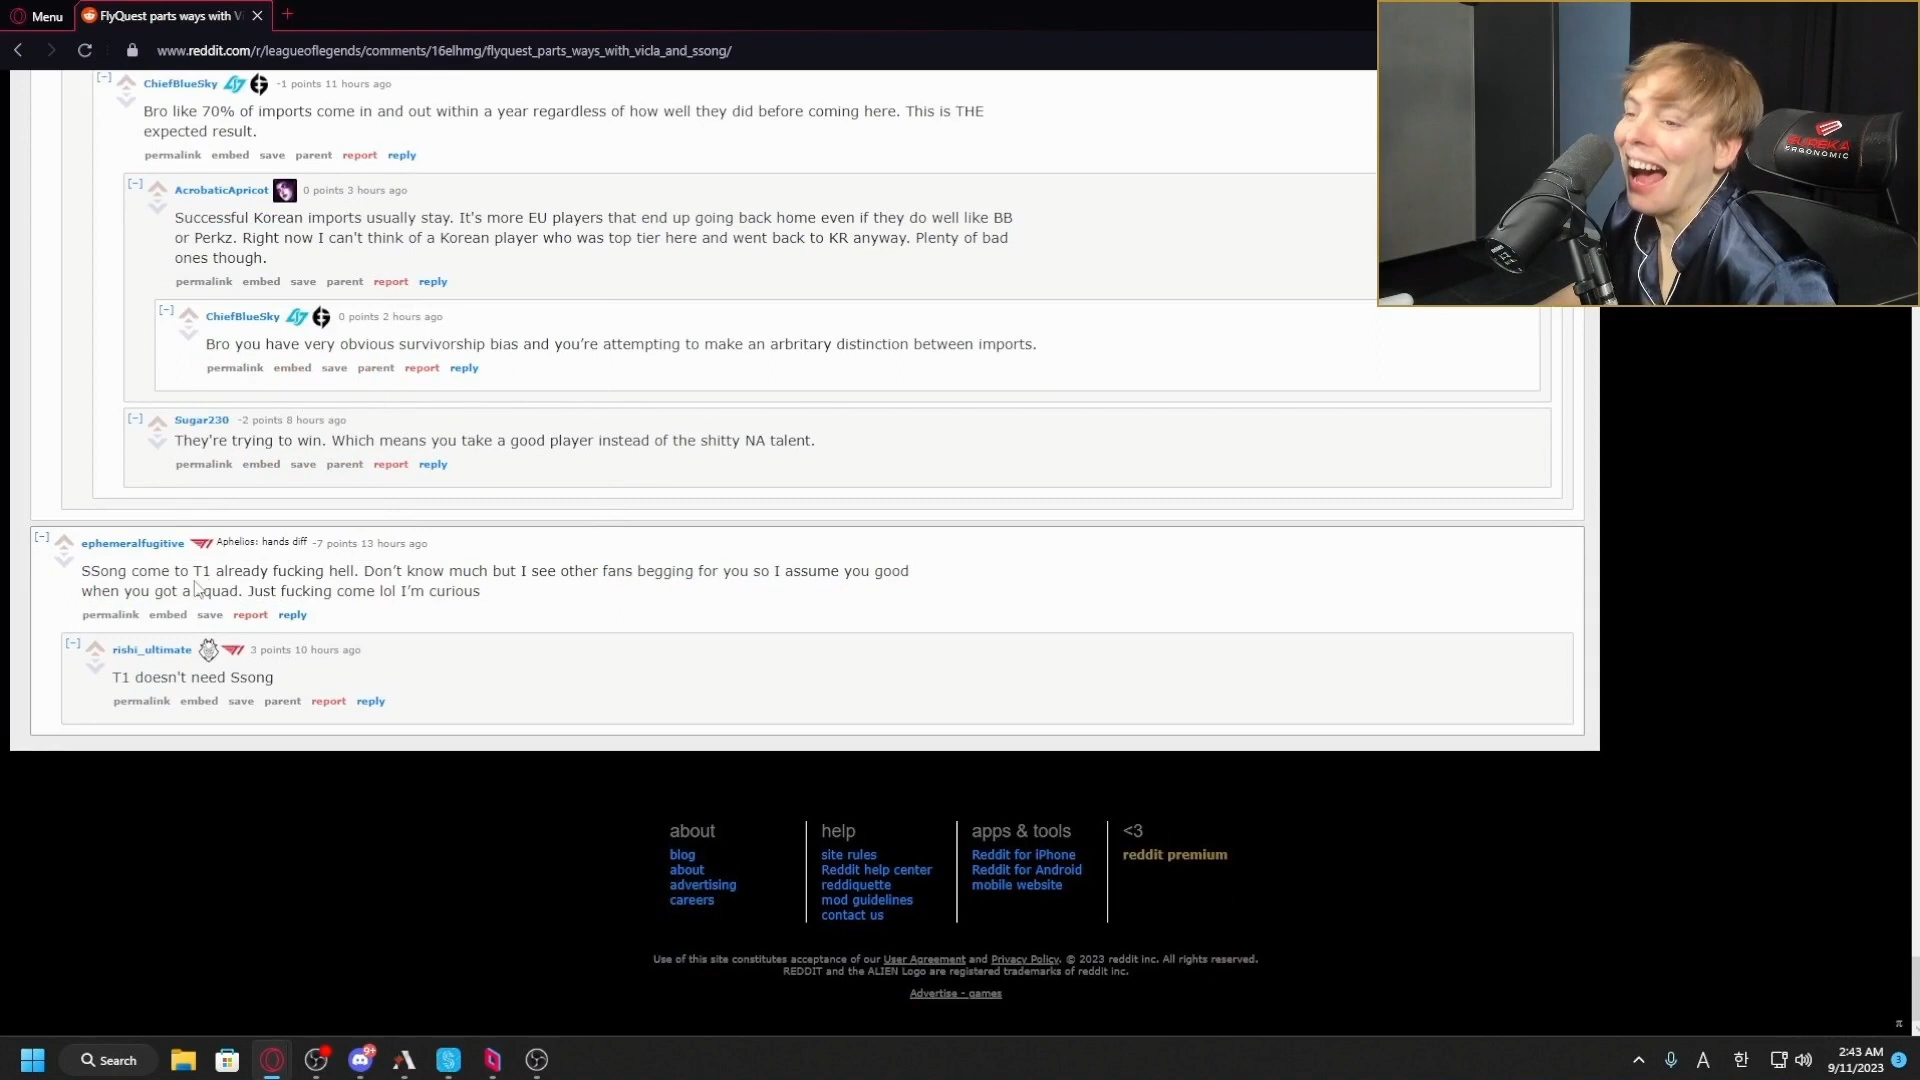 Menu
FlyQuest parts ways with Vi
www.reddit.com/r/leagueoflegends/comments/16elhmg/flyquest_parts_ways_with_vicla_and_ssong/
[-] ChiefBlueSky -1 points 11 hours ago
Bro like 70% of imports come in and out within a year regardless of how well they did before coming here. This is THE
expected result.
permalink embed save parent report reply
[-] AcrobaticApricot 0 points 3 hours ago
Successful Korean imports usually stay. It's more EU players that end up going back home even if they do well like BB
or Perkz. Right now I can't think of a Korean player who was top tier here and went back to KR anyway. Plenty of bad
ones though.
permalink embed save parent report reply
[-] ChiefBlueSky 0 points 2 hours ago
Bro you have very obvious survivorship bias and you're attempting to make an arbritary distinction between imports.
permalink embed save parent report reply
[-] Sugar230 -2 points 8 hours ago
They're trying to win. Which means you take a good player instead of the shitty NA talent.
permalink embed save parent report reply
[-] ephemeralfugitive Aphelios: hands diff -7 points 13 hours ago
SSong come to T1 already fucking hell. Don't know much but I see other fans begging for you so I assume you good
when you got a squad. Just fucking come lol I'm curious
permalink embed save report reply
[-] rishi_ultimate 3 points 10 hours ago
T1 doesn't need Ssong
permalink embed save parent report reply
EUREKA
ERGONOMIC
about
blog
about
advertising
careers
help
site rules
Reddit help center
reddiquette
mod guidelines
contact us
apps & tools
Reddit for iPhone
Reddit for Android
mobile website
<3
reddit premium
Use of this site constitutes acceptance of our User Agreement and Privacy Policy. © 2023 reddit inc. All rights reserved.
REDDIT and the ALIEN Logo are registered trademarks of reddit inc.
Advertise - games
π
Search
9+
A
한
2:43 AM
9/11/2023
3